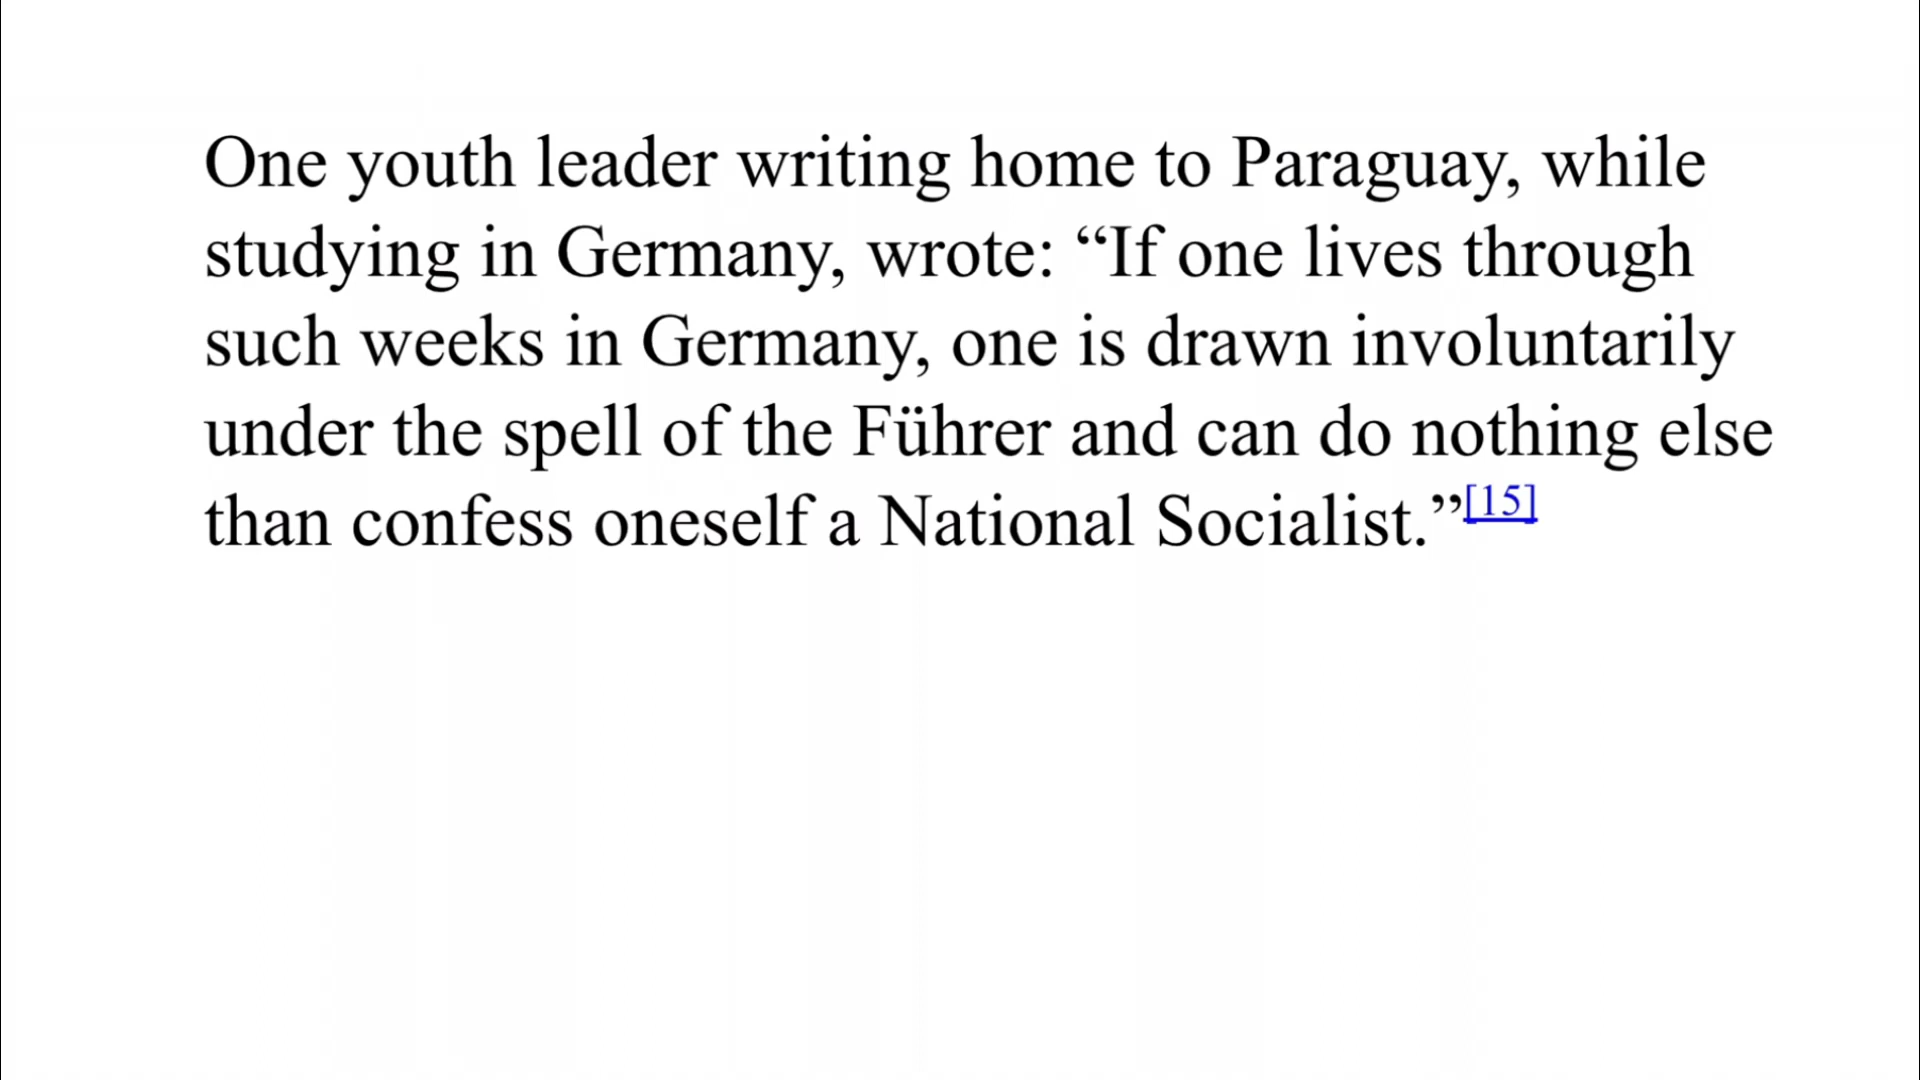 One youth leader writing home to Paraguay, while
studying in Germany, wrote: “If one lives through
such weeks in Germany, one is drawn involuntarily
under the spell of the Führer and can do nothing else
than confess oneself a National Socialist.”[15]